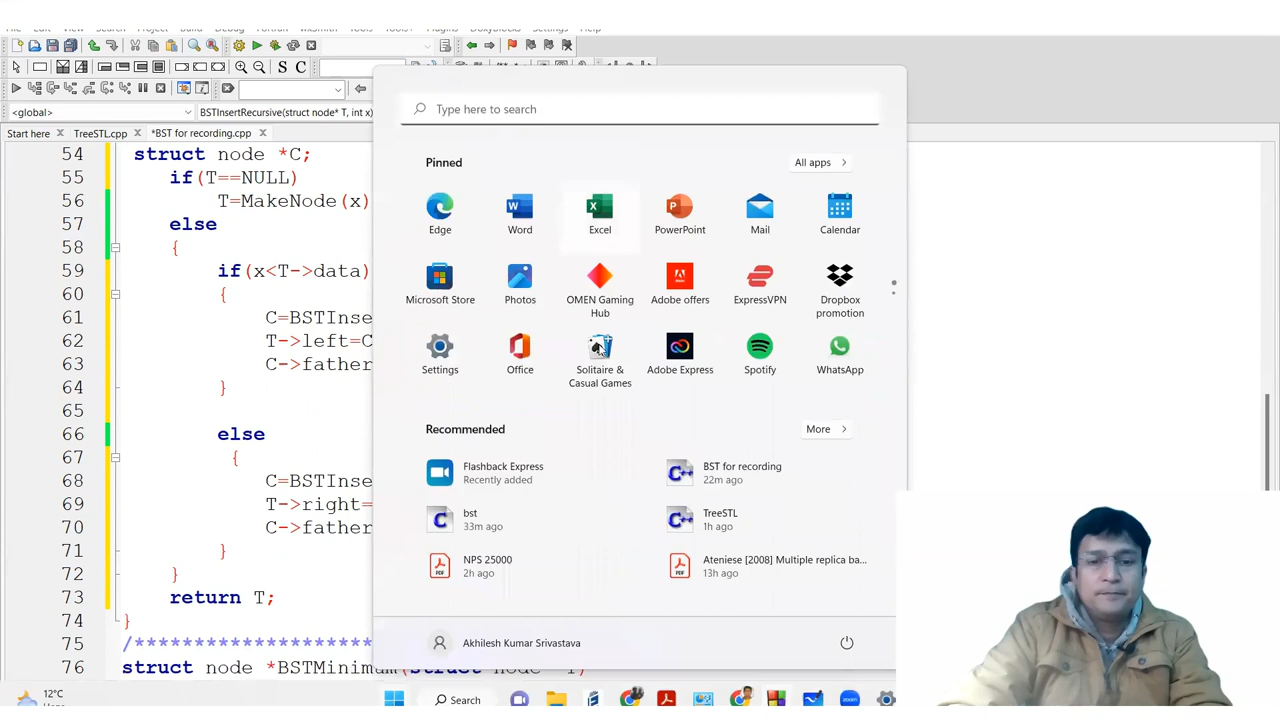 <global>
BSTInsertRecursive(struct node* T, int x)
Start here
TreeSTL.cpp
*BST for recording.cpp
54 struct node *C;
55 if(T==NULL)
56 T=MakeNode(x)
57 else
58 {
59 if(x<T->data)
60 {
61 C=BSTInse
62 T->left=C
63 C->father
64 }
65
66 else
67 {
68 C=BSTInse
69 T->right=
70 C->father
71 }
72 }
73 return T;
74 }
75
76 struct node *BSTMinimum(struct node *T)
Type here to search
Pinned
All apps
Edge
Word
Excel
PowerPoint
Mail
Calendar
Microsoft Store
Photos
OMEN Gaming
Hub
Adobe offers
ExpressVPN
Dropbox
promotion
Settings
Office
Solitaire &
Casual Games
Adobe Express
Spotify
WhatsApp
Recommended
More
Flashback Express
Recently added
BST for recording
22m ago
bst
33m ago
TreeSTL
1h ago
NPS 25000
2h ago
Ateniese [2008] Multiple replica ba...
13h ago
Akhilesh Kumar Srivastava
12°C
Search